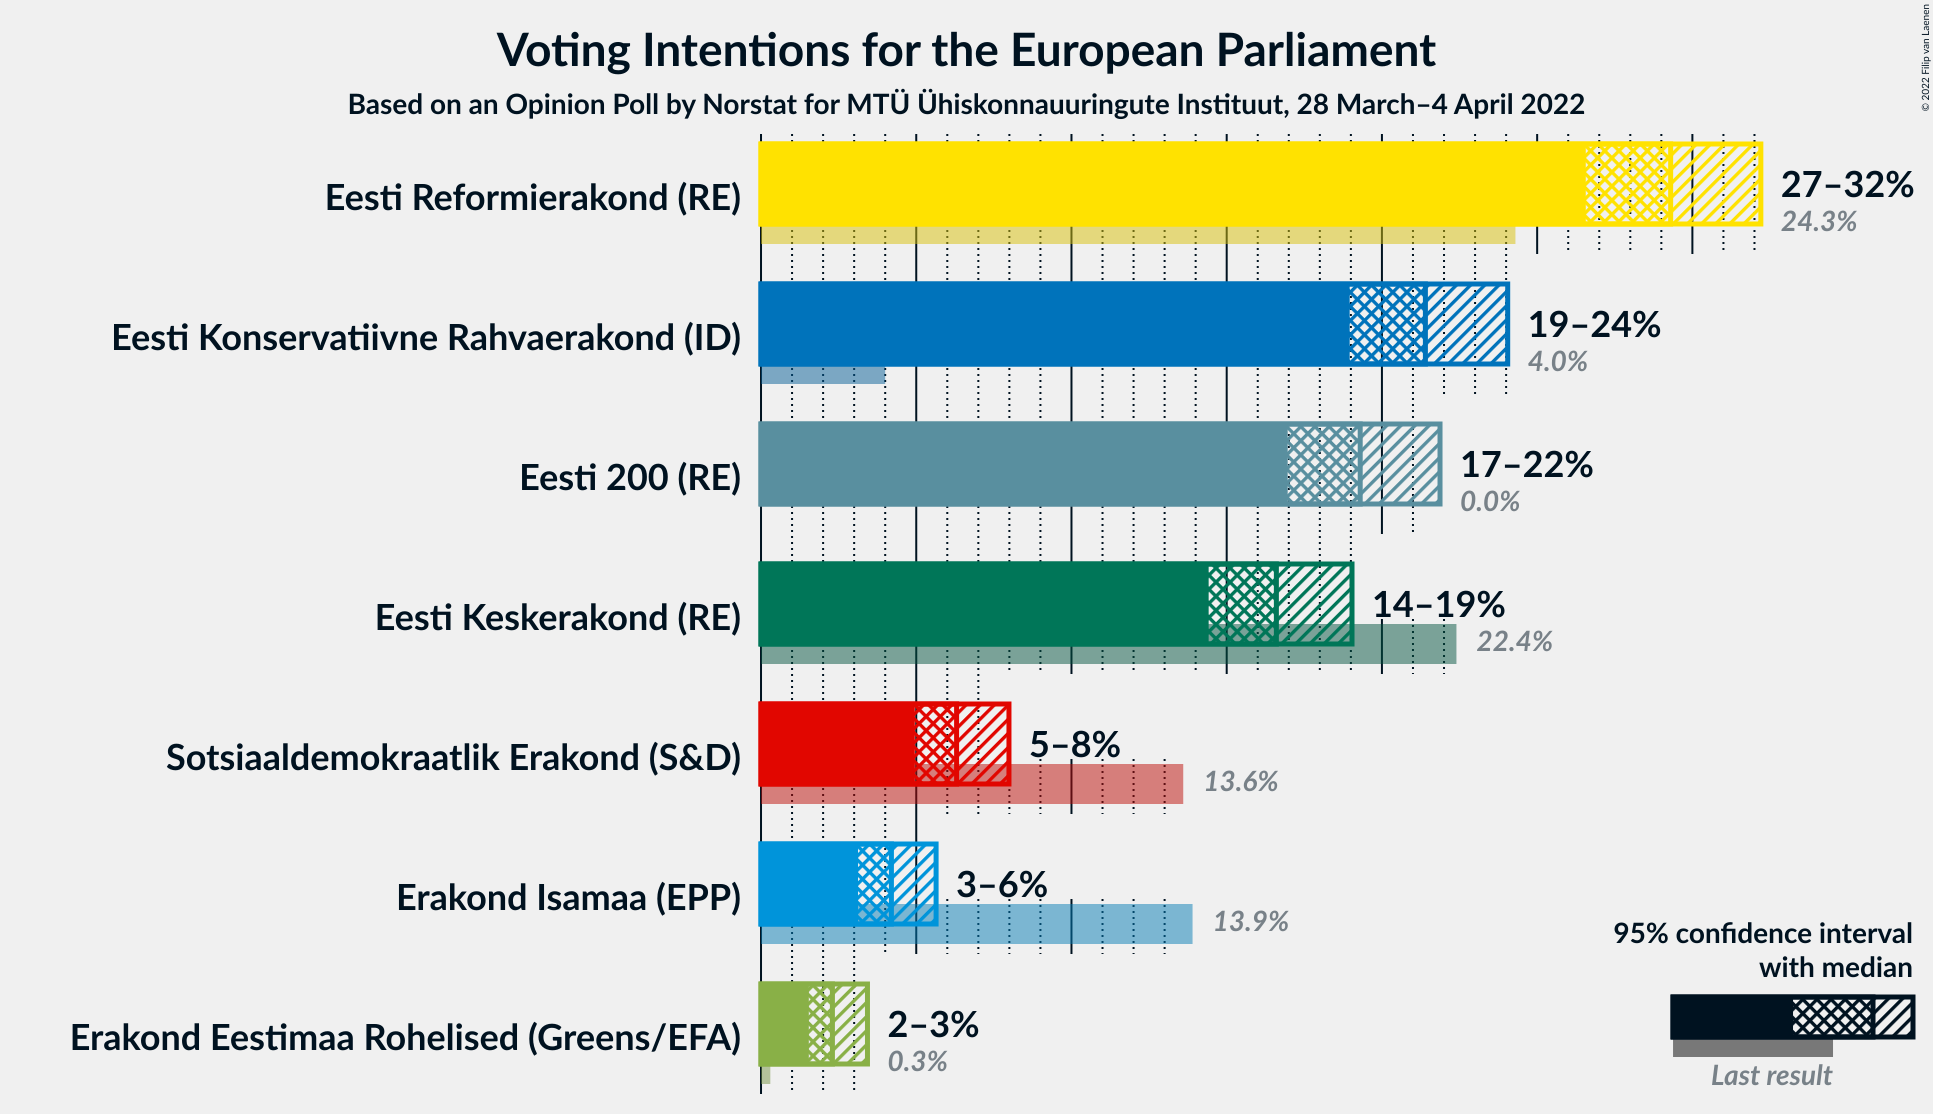 Voting Intentions for the European Parliament
Based on an Opinion Poll by Norstat for MTÜ Ühiskonnauuringute Instituut, 28 March–4 April 2022
© 2022 Filip van Laenen
Eesti Reformierakond (RE)
27–32%
24.3%
Eesti Konservatiivne Rahvaerakond (ID)
19–24%
4.0%
Eesti 200 (RE)
17–22%
0.0%
Eesti Keskerakond (RE)
14–19%
22.4%
Sotsiaaldemokraatlik Erakond (S&D)
5–8%
13.6%
Erakond Isamaa (EPP)
3–6%
13.9%
Erakond Eestimaa Rohelised (Greens/EFA)
2–3%
0.3%
95% confidence interval
with median
Last result